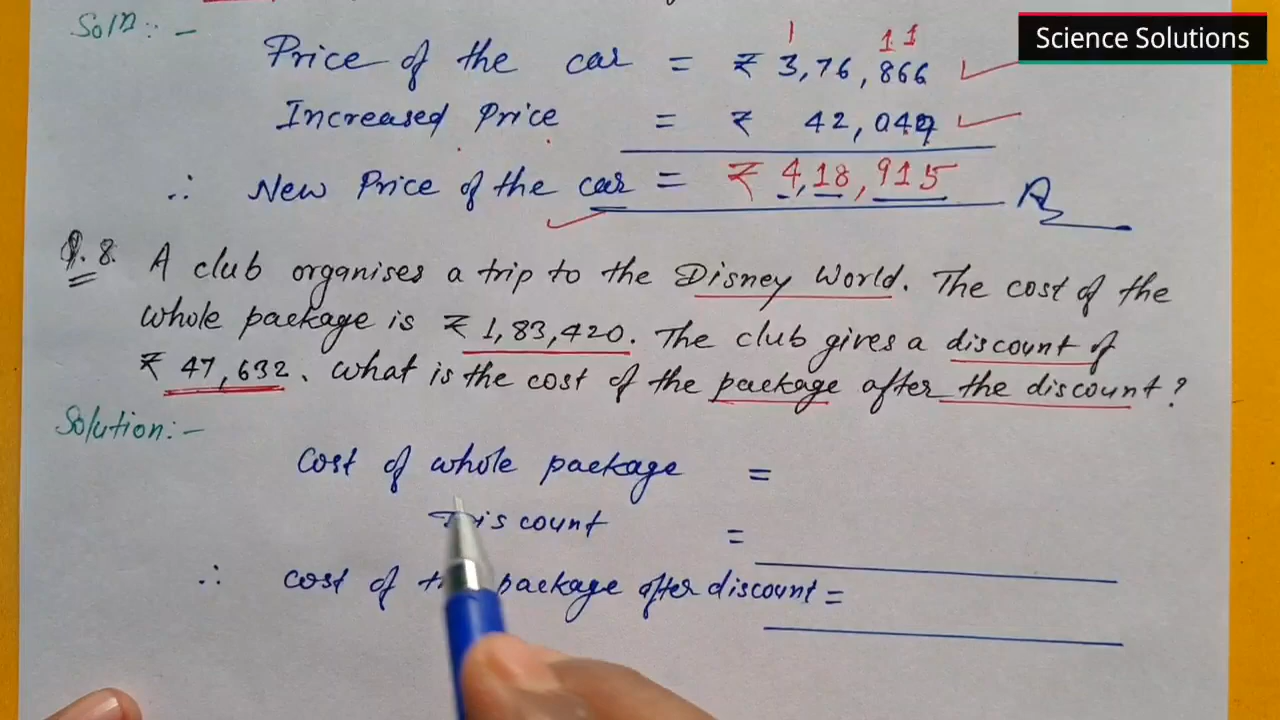 Science Solutions
Soln :-
1 1 1
Price of the car = ₹ 3,76,866
Increased Price = ₹ 42,049
∴ New Price of the car = ₹ 4,18,915
Q.8. A club organises a trip to the Disney World. The cost of the
whole package is ₹ 1,83,420. The club gives a discount of
₹ 47,632. What is the cost of the package after the discount?
Solution:-
Cost of whole package =
Discount =
∴ cost of the package after discount =